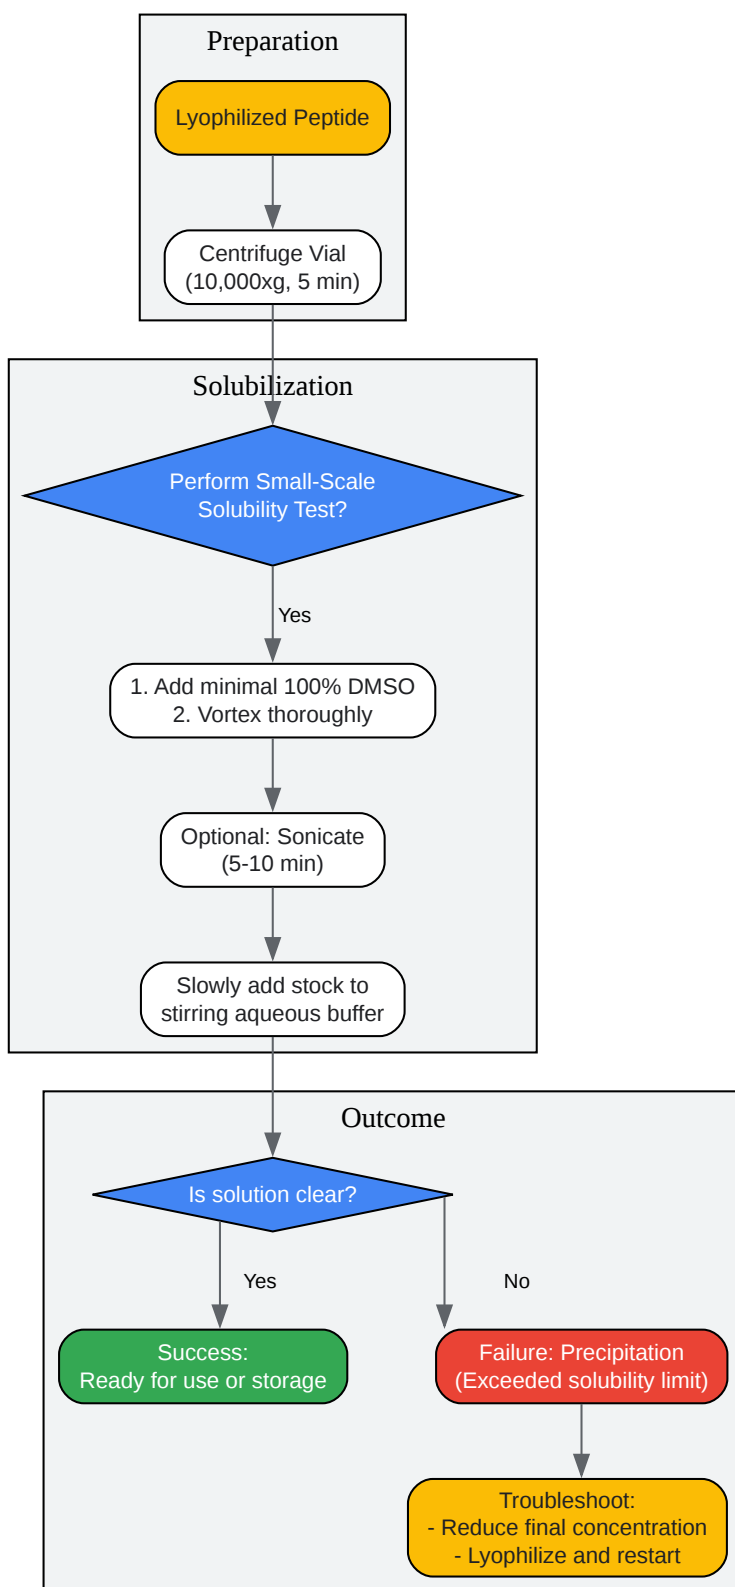 Preparation
Lyophilized Peptide
Centrifuge Vial
(10,000xg, 5 min)
Solubilization
Perform Small-Scale
Solubility Test?
Yes
1. Add minimal 100% DMSO
2. Vortex thoroughly
Optional: Sonicate
(5-10 min)
Slowly add stock to
stirring aqueous buffer
Outcome
Is solution clear?
Yes
No
Success:
Ready for use or storage
Failure: Precipitation
(Exceeded solubility limit)
Troubleshoot:
- Reduce final concentration
- Lyophilize and restart